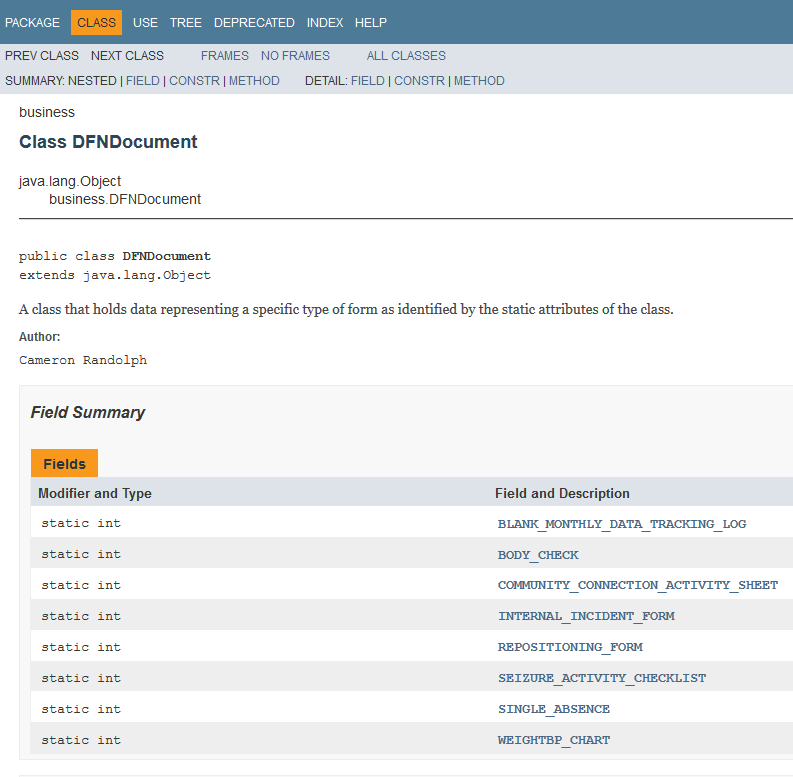 PACKAGE CLASS USE TREE DEPRECATED INDEX HELP
PREV CLASS NEXT CLASS FRAMES NO FRAMES ALL CLASSES
SUMMARY: NESTED | FIELD | CONSTR | METHOD DETAIL: FIELD | CONSTR | METHOD
business
Class DFNDocument
java.lang.Object
business.DFNDocument
public class DFNDocument
extends java.lang.Object
A class that holds data representing a specific type of form as identified by the static attributes of the class.
Author:
Cameron Randolph
Field Summary
Fields
Modifier and Type Field and Description
static int BLANK_MONTHLY_DATA_TRACKING_LOG
static int BODY_CHECK
static int COMMUNITY_CONNECTION_ACTIVITY_SHEET
static int INTERNAL_INCIDENT_FORM
static int REPOSITIONING_FORM
static int SEIZURE_ACTIVITY_CHECKLIST
static int SINGLE_ABSENCE
static int WEIGHTBP_CHART